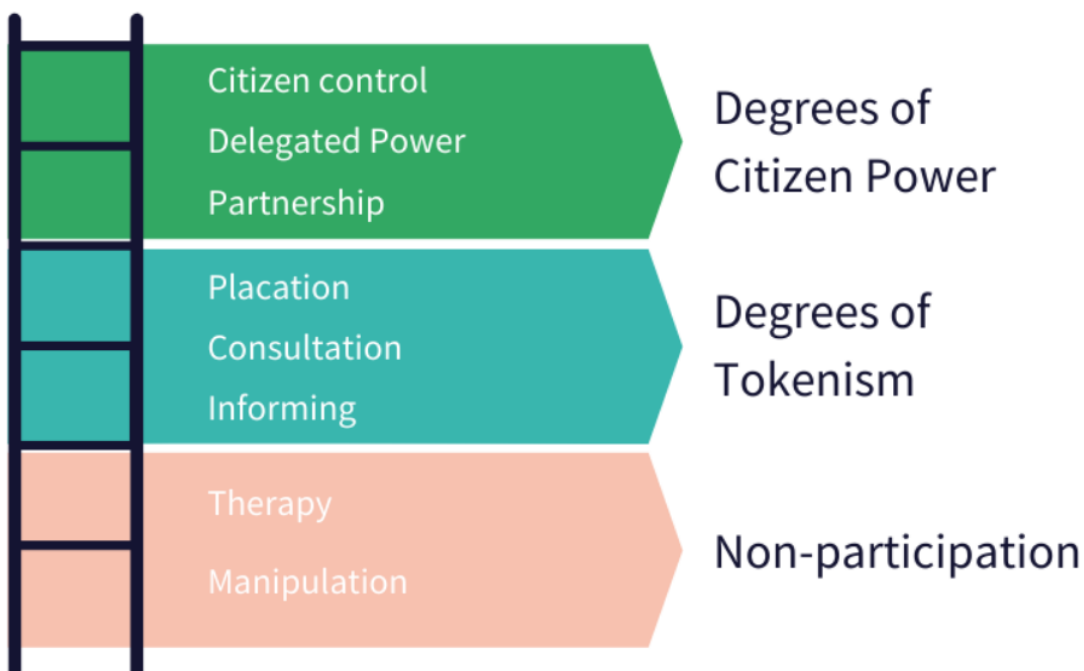 Citizen control
Delegated Power
Partnership
Degrees of
Citizen Power
Placation
Consultation
Informing
Degrees of
Tokenism
Therapy
Manipulation
Non-participation